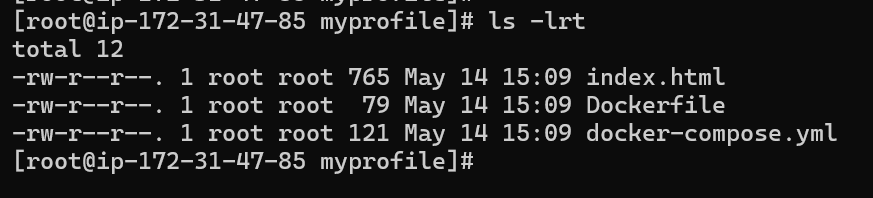 [root@ip-172-31-47-85 myprofile]# ls -lrt
total 12
-rw-r--r--. 1 root root 765 May 14 15:09 index.html
-rw-r--r--. 1 root root  79 May 14 15:09 Dockerfile
-rw-r--r--. 1 root root 121 May 14 15:09 docker-compose.yml
[root@ip-172-31-47-85 myprofile]#